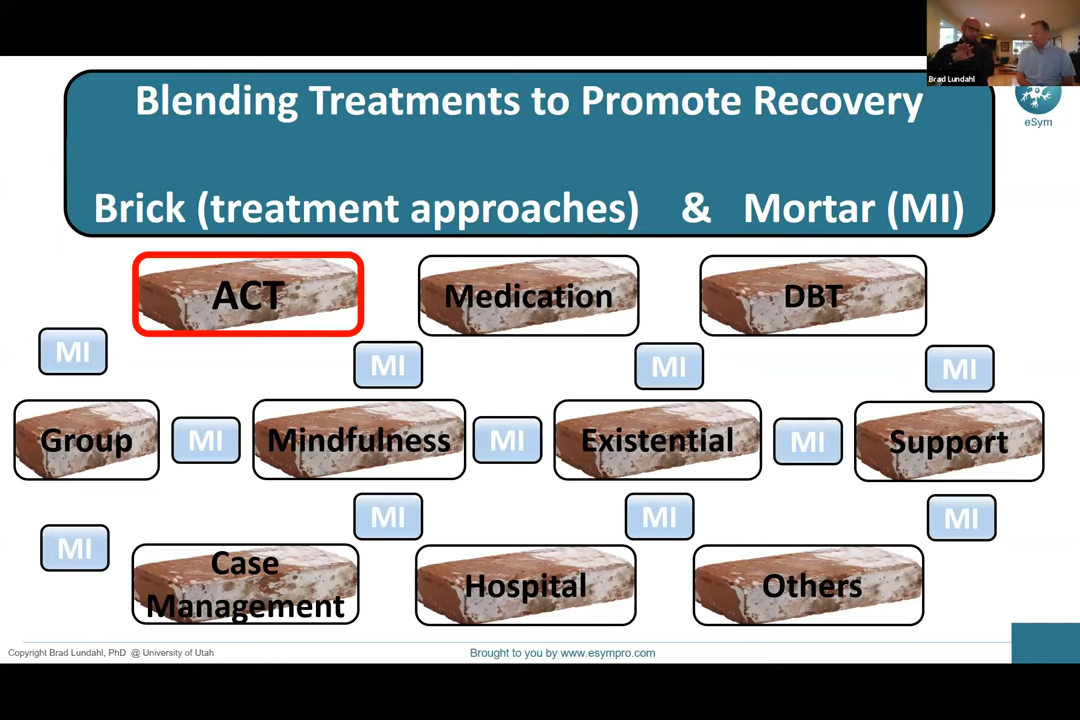 Brad Lundahl
eSym
Blending Treatments to Promote Recovery
Brick (treatment approaches) & Mortar (MI)
ACT Medication DBT
MI MI MI MI
Group MI Mindfulness MI Existential MI Support
MI MI MI MI
Case
Management Hospital Others
Copyright Brad Lundahl, PhD @ University of Utah
Brought to you by www.esympro.com